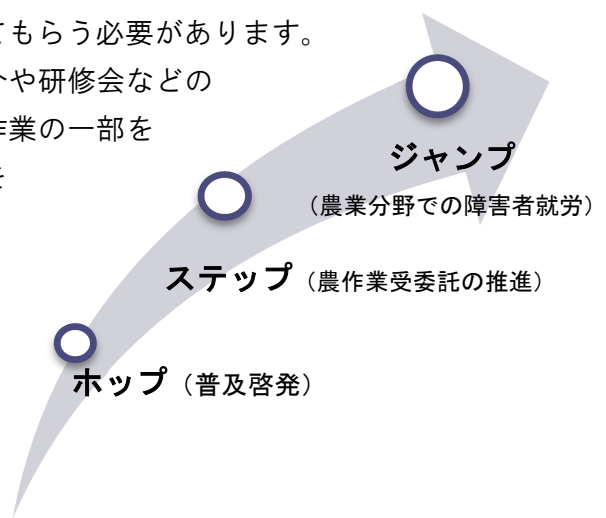 てもらう必要があります。
や研修会などの
作業の一部を
ジャンプ
（農業分野での障害者就労）
ステップ（農作業受委託の推進）
ホップ（普及啓発）